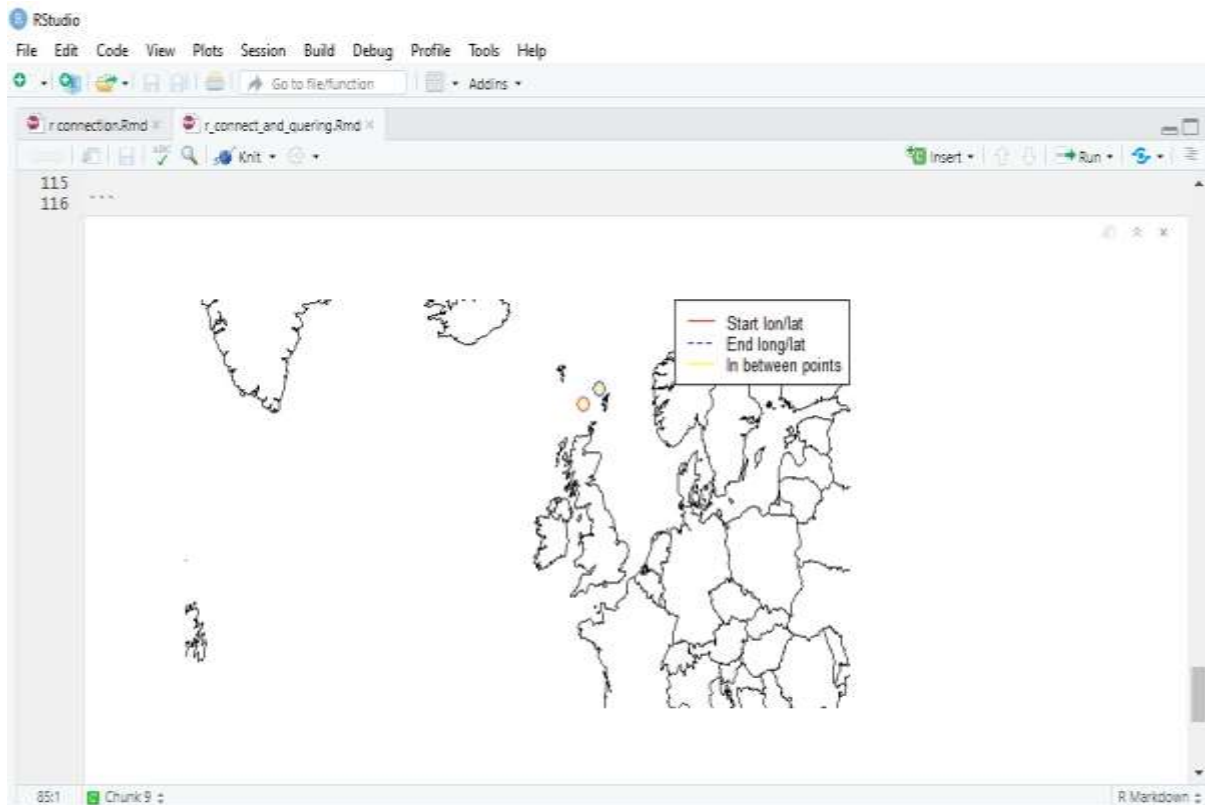 RStudio
File Edit Code View Plots Session Build Debug Profile Tools Help
Go to file/function Addins
r connection.Rmd r_connect_and_quering.Rmd
ABC Knit Insert Run
115
116 ```
Start lon/lat
End long/lat
In between points
85:1 Chunk 9 R Markdown